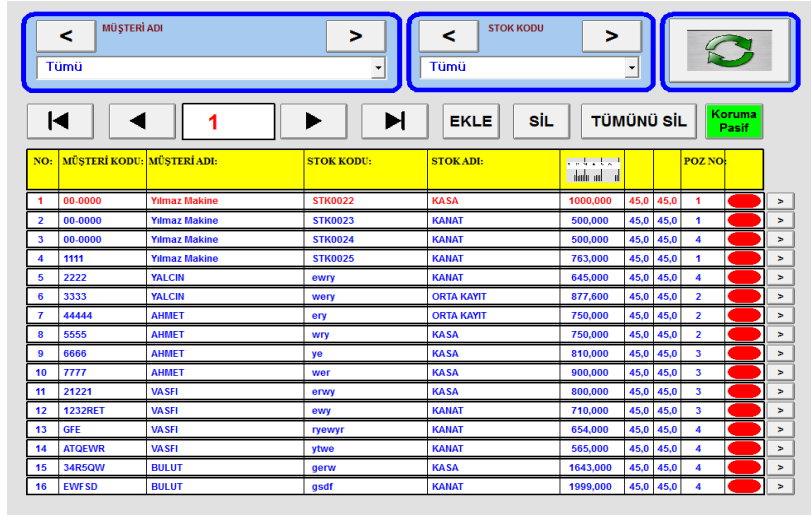 < MÜŞTERİ ADI > < STOK KODU >
Tümü Tümü
1 EKLE SİL TÜMÜNÜ SİL Koruma Pasif
NO: MÜŞTERİ KODU: MÜŞTERİ ADI: STOK KODU: STOK ADI: POZ NO:
1 00-0000 Yılmaz Makine STK0022 KASA 1000,000 45,0 45,0 1 >
2 00-0000 Yılmaz Makine STK0023 KANAT 500,000 45,0 45,0 1 >
3 00-0000 Yılmaz Makine STK0024 KANAT 500,000 45,0 45,0 4 >
4 1111 Yılmaz Makine STK0025 KANAT 763,000 45,0 45,0 1 >
5 2222 YALCIN ewry KANAT 645,000 45,0 45,0 4 >
6 3333 YALCIN wery ORTA KAYIT 877,600 45,0 45,0 2 >
7 44444 AHMET ery ORTA KAYIT 750,000 45,0 45,0 2 >
8 5555 AHMET wry KASA 750,000 45,0 45,0 2 >
9 6666 AHMET ye KASA 810,000 45,0 45,0 3 >
10 7777 AHMET wer KASA 900,000 45,0 45,0 3 >
11 21221 VASFI erwy KASA 800,000 45,0 45,0 3 >
12 1232RET VASFI ewy KANAT 710,000 45,0 45,0 3 >
13 GFE VASFI ryewyr KANAT 654,000 45,0 45,0 4 >
14 ATQEWR VASFI ytwe KANAT 565,000 45,0 45,0 4 >
15 34R5QW BULUT gerw KASA 1643,000 45,0 45,0 4 >
16 EWFSD BULUT gsdf KANAT 1999,000 45,0 45,0 4 >